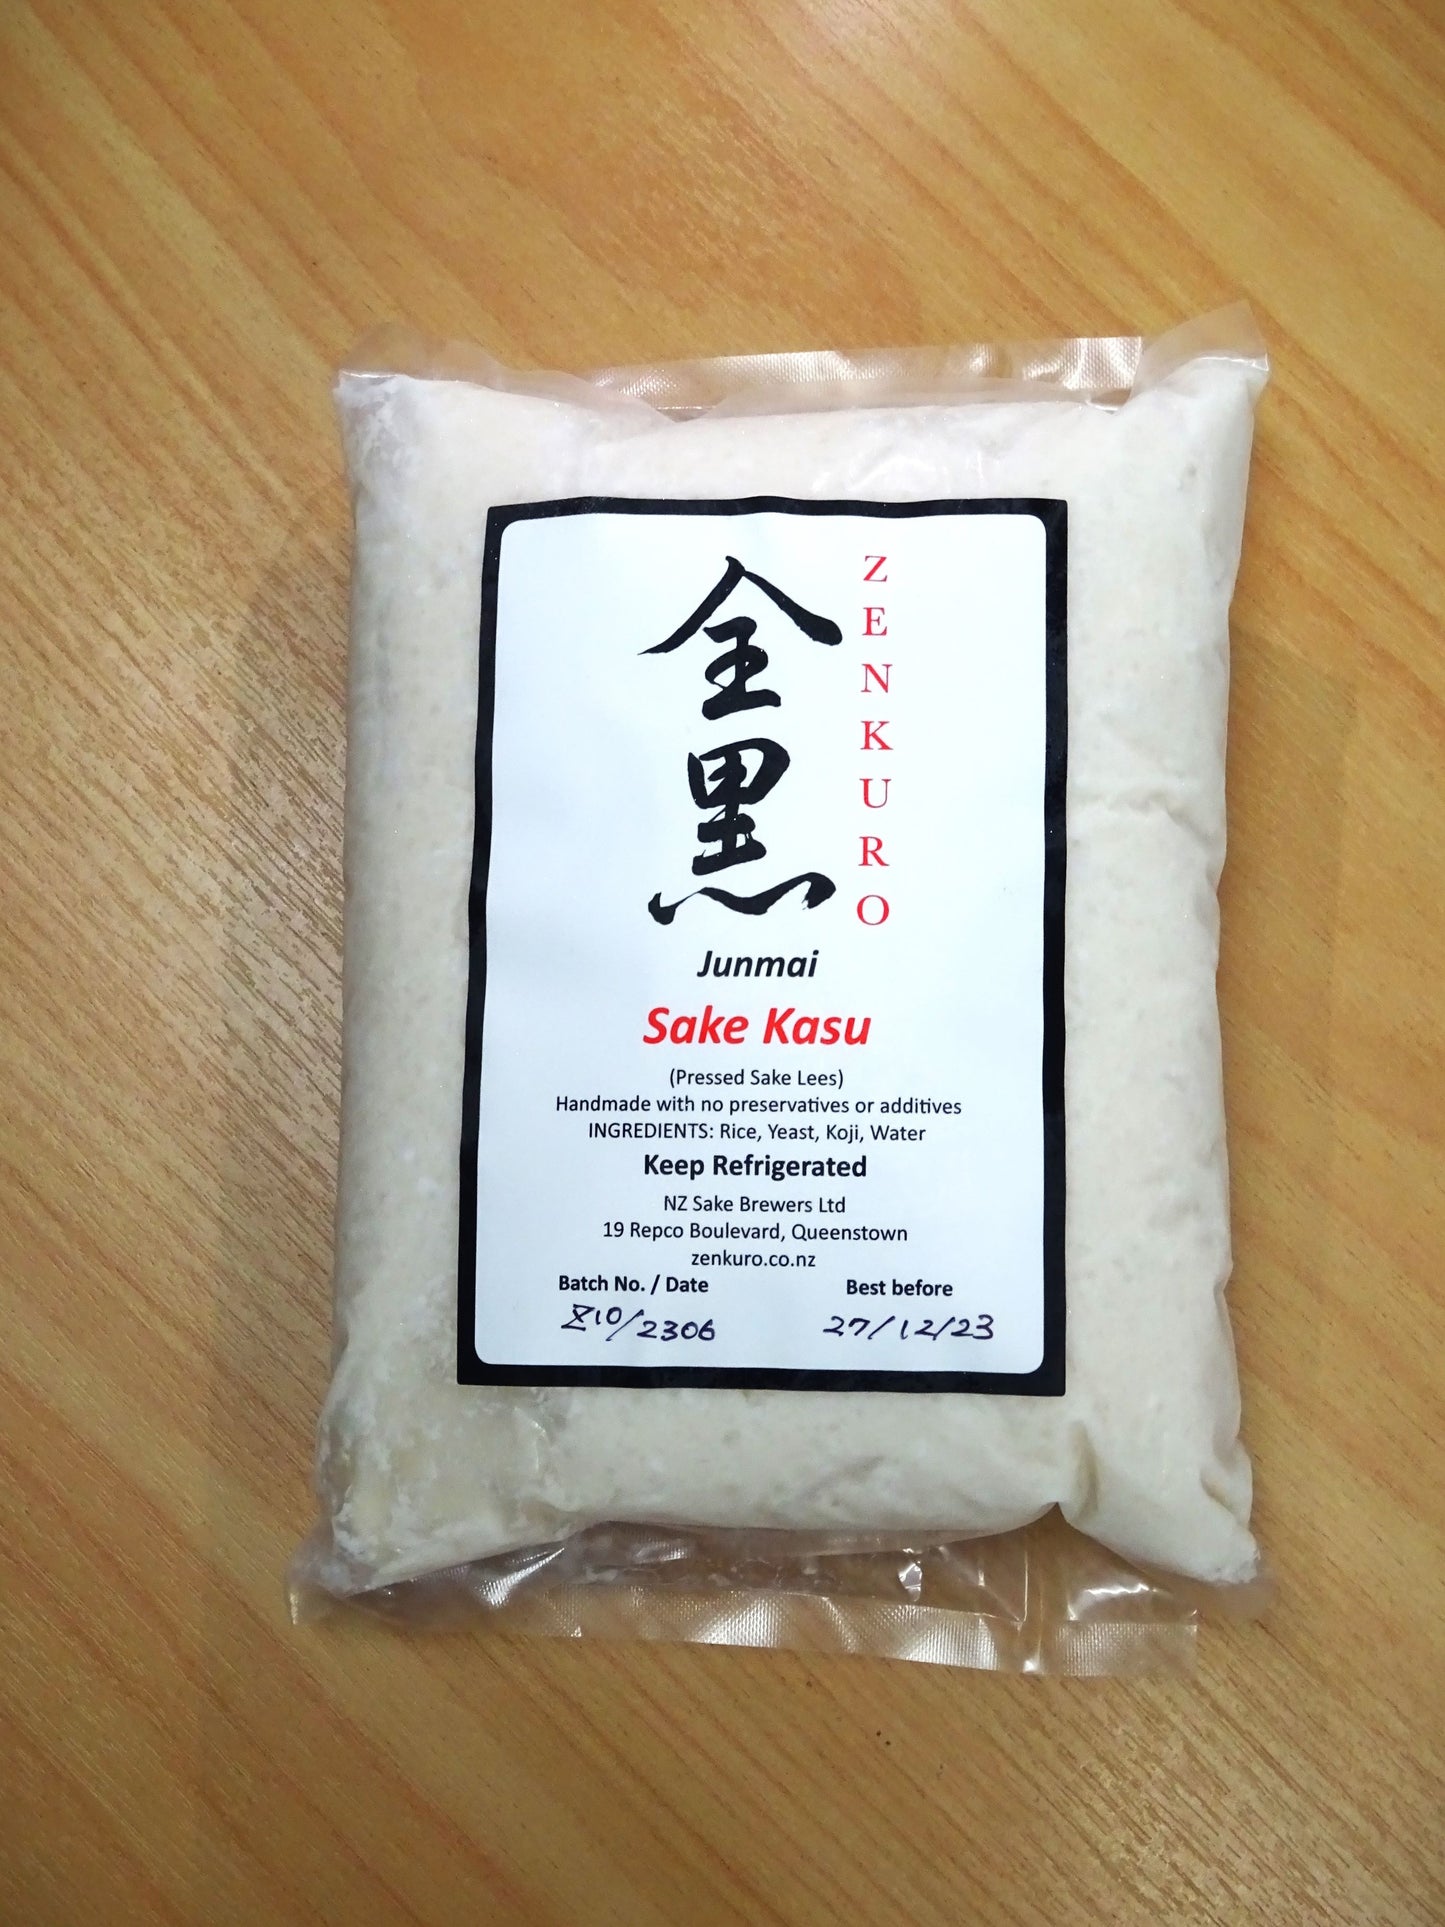 全黒
ZENKURO
Junmai
Sake Kasu
(Pressed Sake Lees)
Handmade with no preservatives or additives
INGREDIENTS: Rice, Yeast, Koji, Water
Keep Refrigerated
NZ Sake Brewers Ltd
19 Repco Boulevard, Queenstown
zenkuro.co.nz
Batch No. / Date Best before
Z10/2306 27/12/23